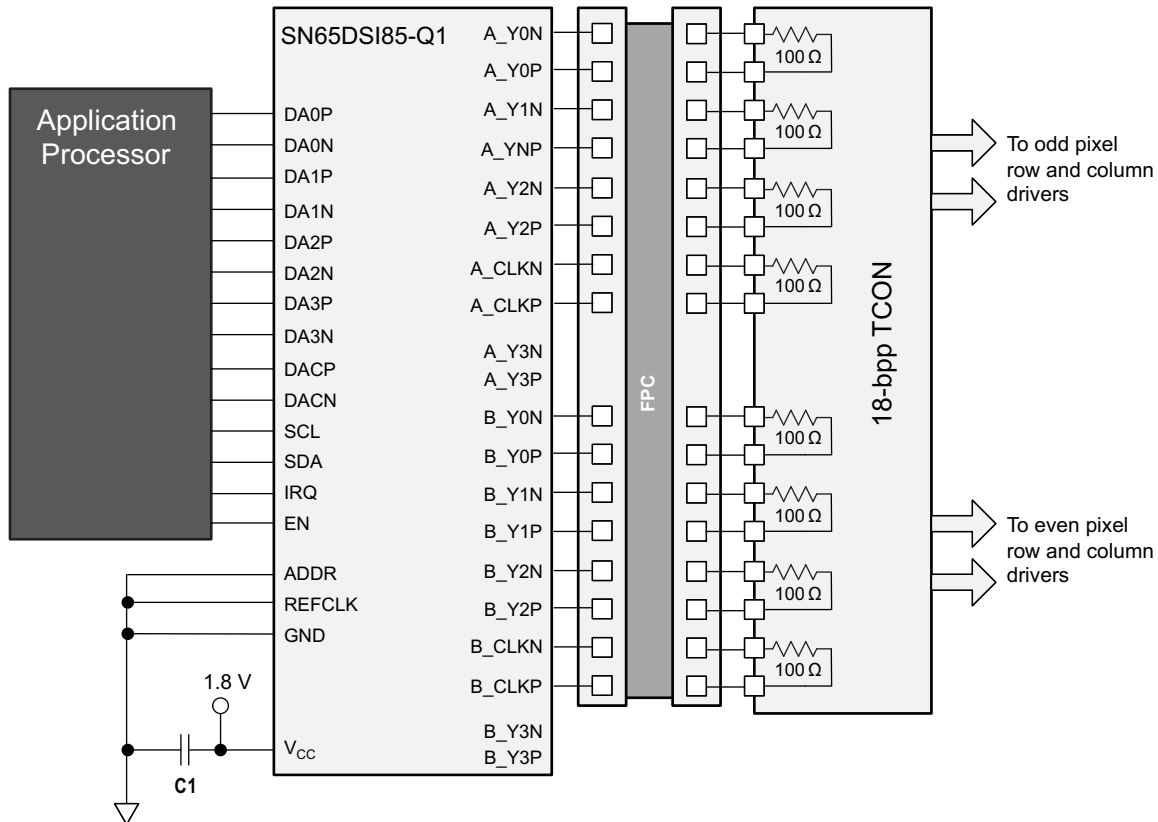 SN65DSI85-Q1
Application
Processor
DA0P
DA0N
DA1P
DA1N
DA2P
DA2N
DA3P
DA3N
DACP
DACN
SCL
SDA
IRQ
EN
ADDR
REFCLK
GND
1.8 V
VCC
C1
A_Y0N
A_Y0P
A_Y1N
A_YNP
A_Y2N
A_Y2P
A_CLKN
A_CLKP
A_Y3N
A_Y3P
B_Y0N
B_Y0P
B_Y1N
B_Y1P
B_Y2N
B_Y2P
B_CLKN
B_CLKP
B_Y3N
B_Y3P
FPC
100 Ω
100 Ω
100 Ω
100 Ω
100 Ω
100 Ω
100 Ω
100 Ω
18-bpp TCON
To odd pixel
row and column
drivers
To even pixel
row and column
drivers